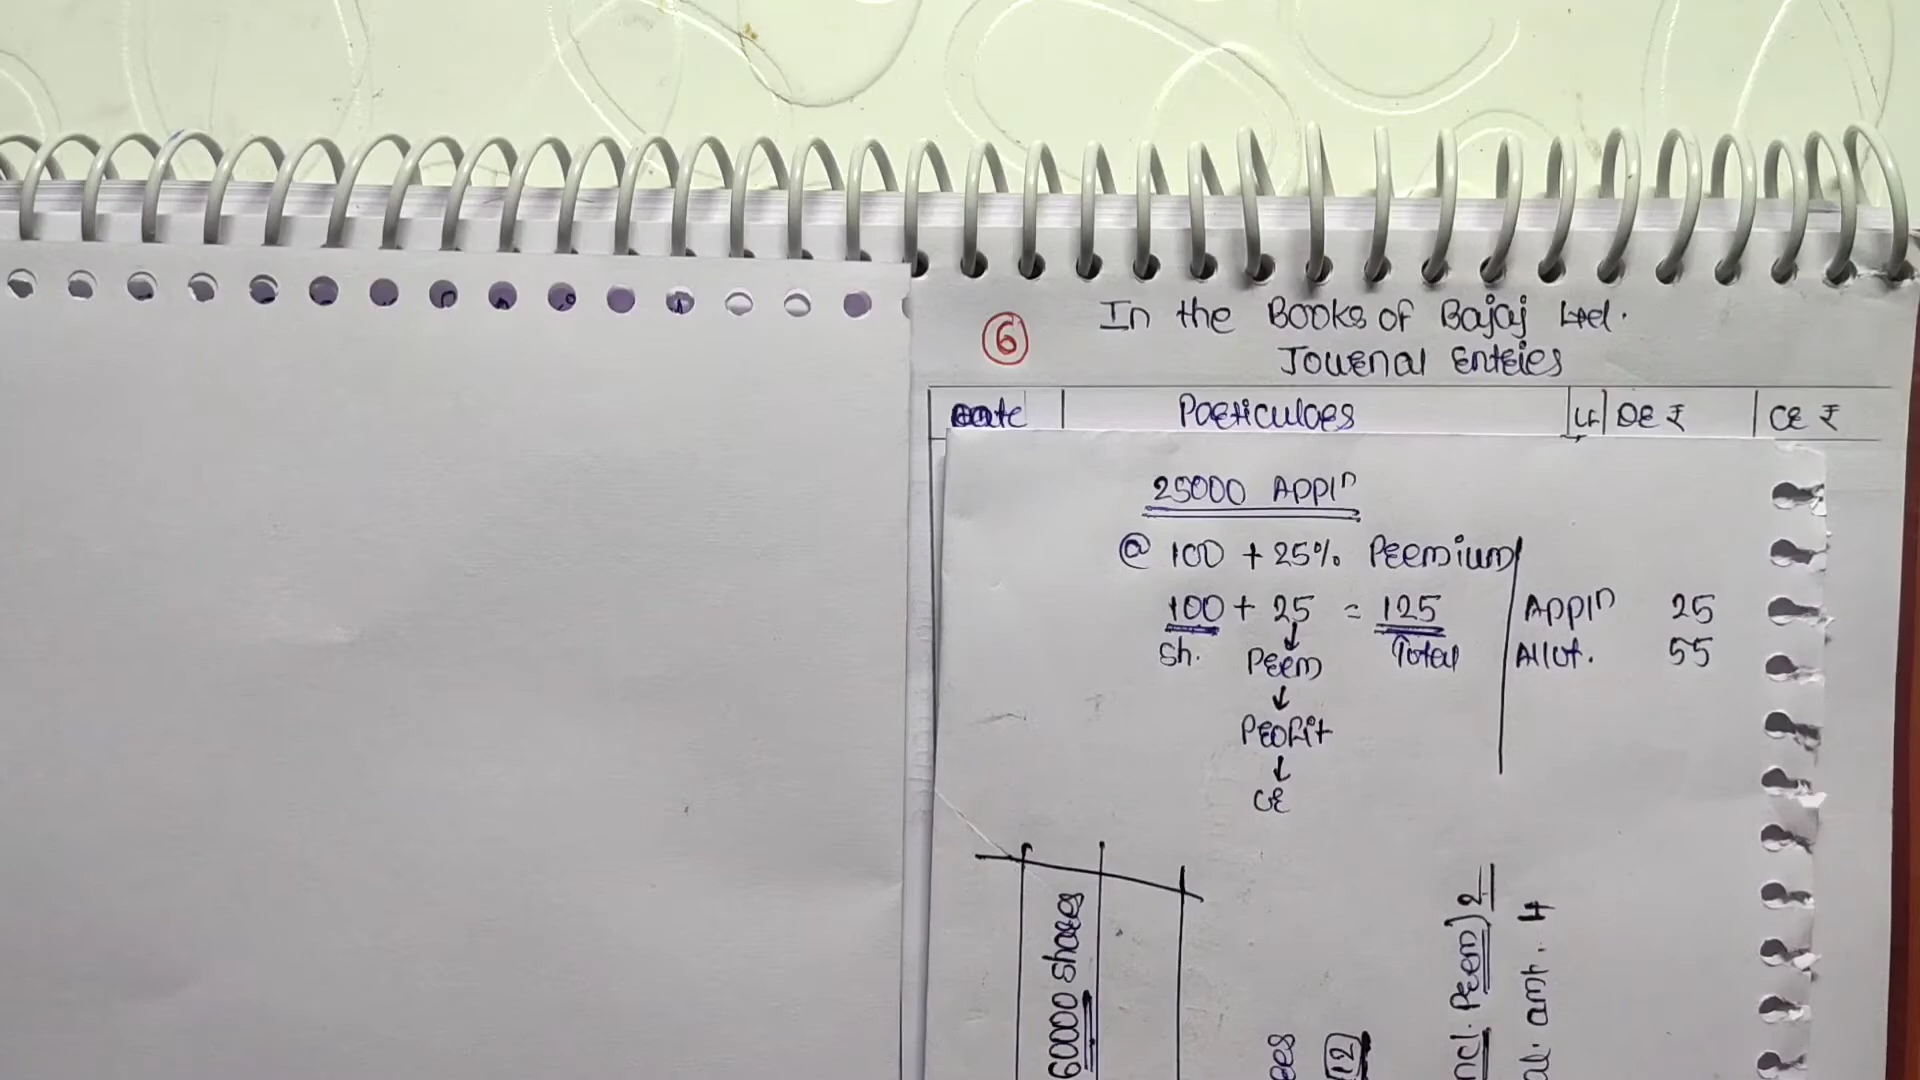 6
In the Books of Bajaj Ltd.
Journal Entries
Date Particulars LF Dr ₹ Cr ₹
25000 Appln
@ 100 + 25% Premium
100 + 25 = 125 Appln 25
Sh. Prem Total Allot. 55
↓
Profit
↓
Cr
60000 shares
12
ncl. Prem) 2
al. amt. 4